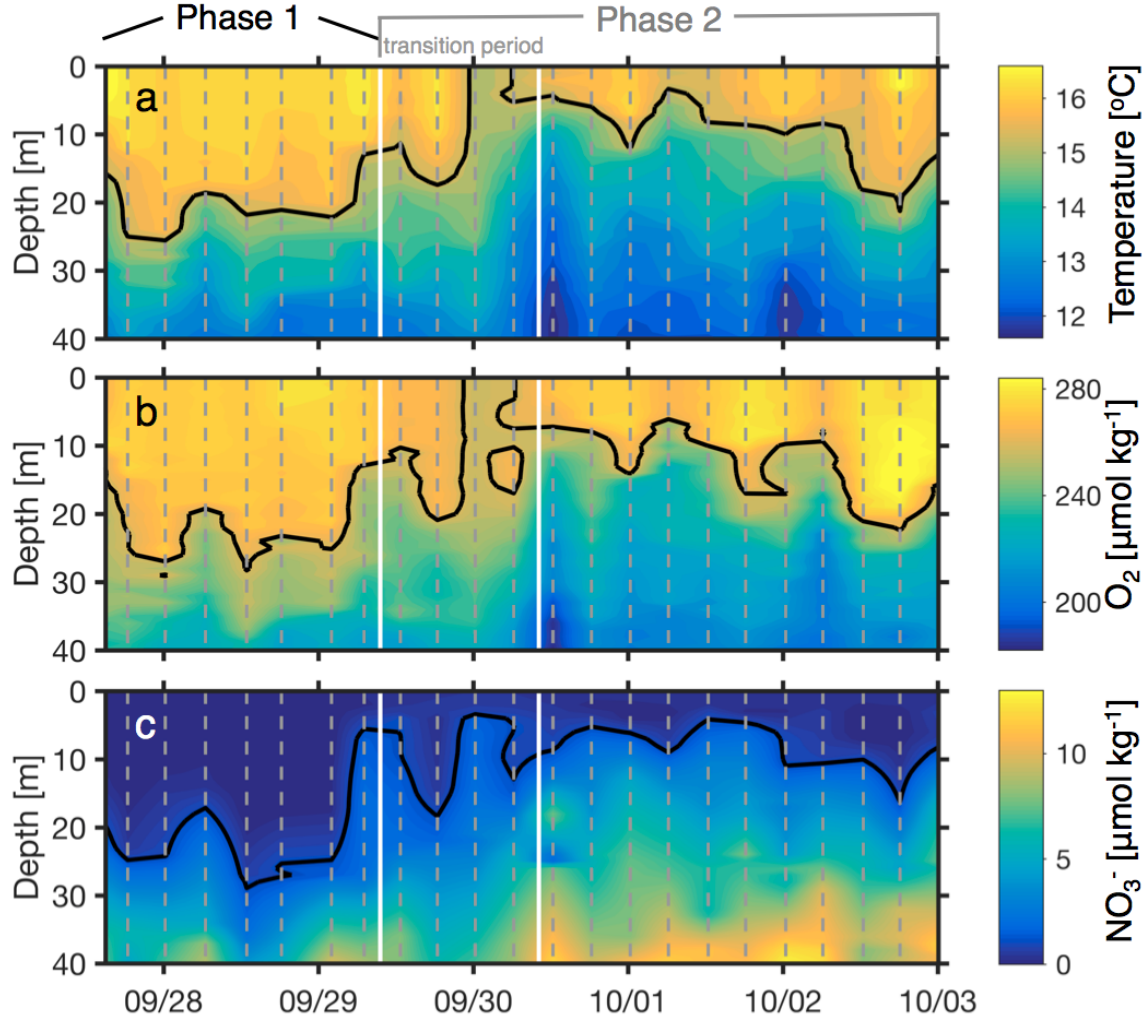 Phase 1
Phase 2
transition period
a
0
10
20
30
40
Depth [m]
16
15
14
13
12
Temperature [ºC]
b
0
10
20
30
40
Depth [m]
280
240
200
O₂ [μmol kg⁻¹]
c
0
10
20
30
40
Depth [m]
10
5
0
NO₃⁻ [μmol kg⁻¹]
09/28 09/29 09/30 10/01 10/02 10/03